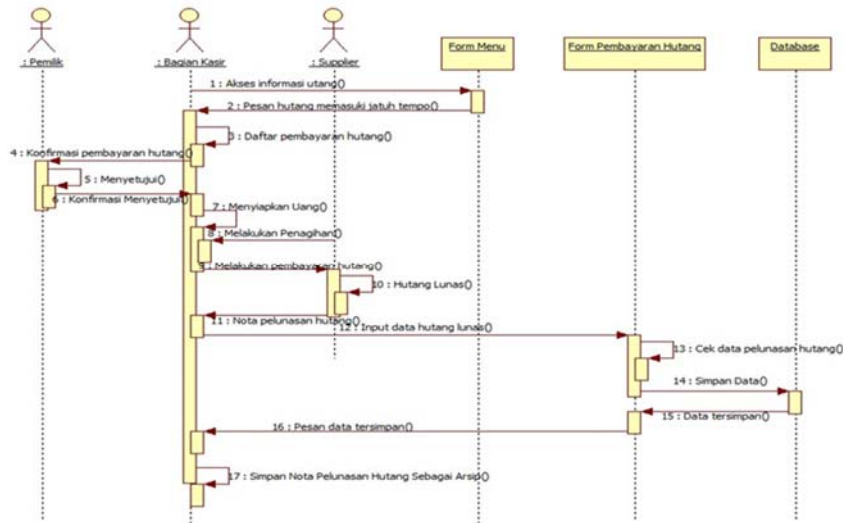 : Pemilik
: Bagian Kasir
: Supplier
Form Menu
Form Pembayaran Hutang
Database
1 : Akses informasi utang()
2 : Pesan hutang memasuki jatuh tempo()
3 : Daftar pembayaran hutang()
4 : Konfirmasi pembayaran hutang()
5 : Menyetujui()
6 : Konfirmasi Menyetujui()
7 : Menyiapkan Uang()
8 : Melakukan Penagihan()
9 : Melakukan pembayaran hutang()
10 : Hutang Lunas()
11 : Nota pelunasan hutang()
12 : Input data hutang lunas()
13 : Cek data pelunasan hutang()
14 : Simpan Data()
15 : Data tersimpan()
16 : Pesan data tersimpan()
17 : Simpan Nota Pelunasan Hutang Sebagai Arsip()